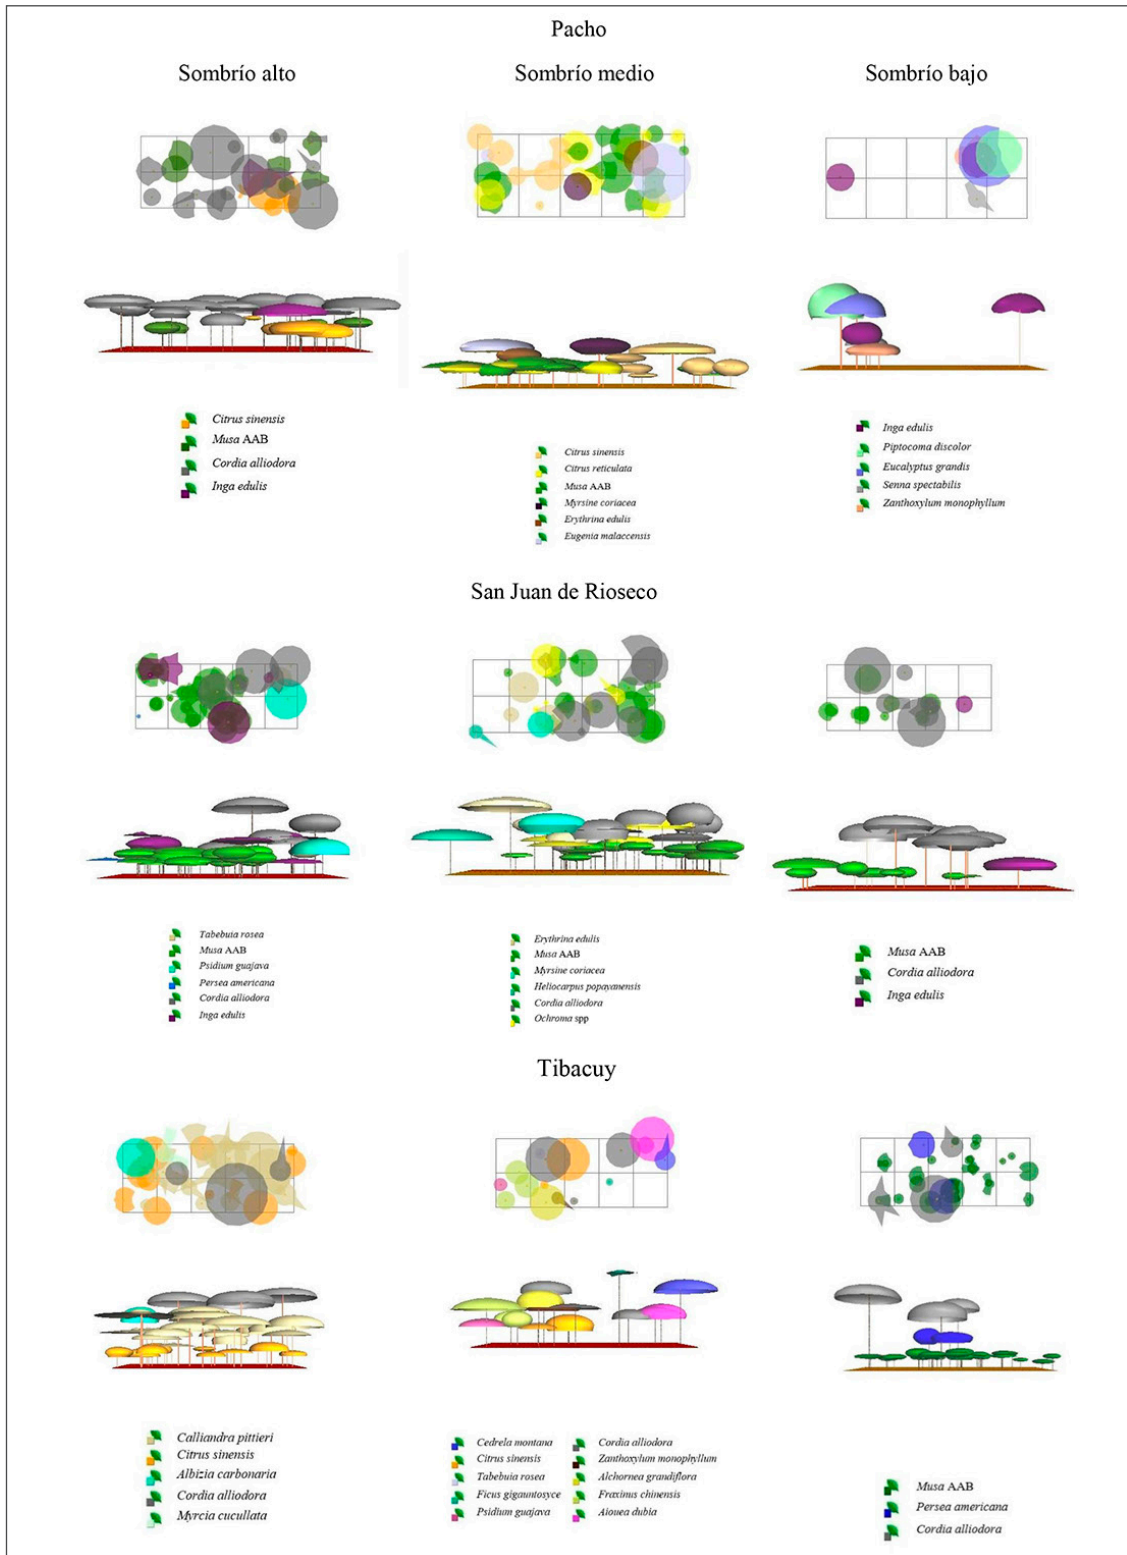 Pacho
Sombrío alto
Sombrío medio
Sombrío bajo
Citrus sinensis
Musa AAB
Cordia alliodora
Inga edulis
Citrus sinensis
Citrus reticulata
Musa AAB
Myrsine coriacea
Erythrina edulis
Eugenia malaccensis
Inga edulis
Piptocoma discolor
Eucalyptus grandis
Senna spectabilis
Zanthoxylum monophyllum
San Juan de Rioseco
Tabebuia rosea
Musa AAB
Psidium guajava
Persea americana
Cordia alliodora
Inga edulis
Erythrina edulis
Musa AAB
Myrsine coriacea
Heliocarpus popayanensis
Cordia alliodora
Ochroma spp
Musa AAB
Cordia alliodora
Inga edulis
Tibacuy
Calliandra pittieri
Citrus sinensis
Albizia carbonaria
Cordia alliodora
Myrcia cucullata
Cedrela montana
Citrus sinensis
Tabebuia rosea
Ficus gigauntosyce
Psidium guajava
Cordia alliodora
Zanthoxylum monophyllum
Alchornea grandiflora
Fraxinus chinensis
Aiouea dubia
Musa AAB
Persea americana
Cordia alliodora